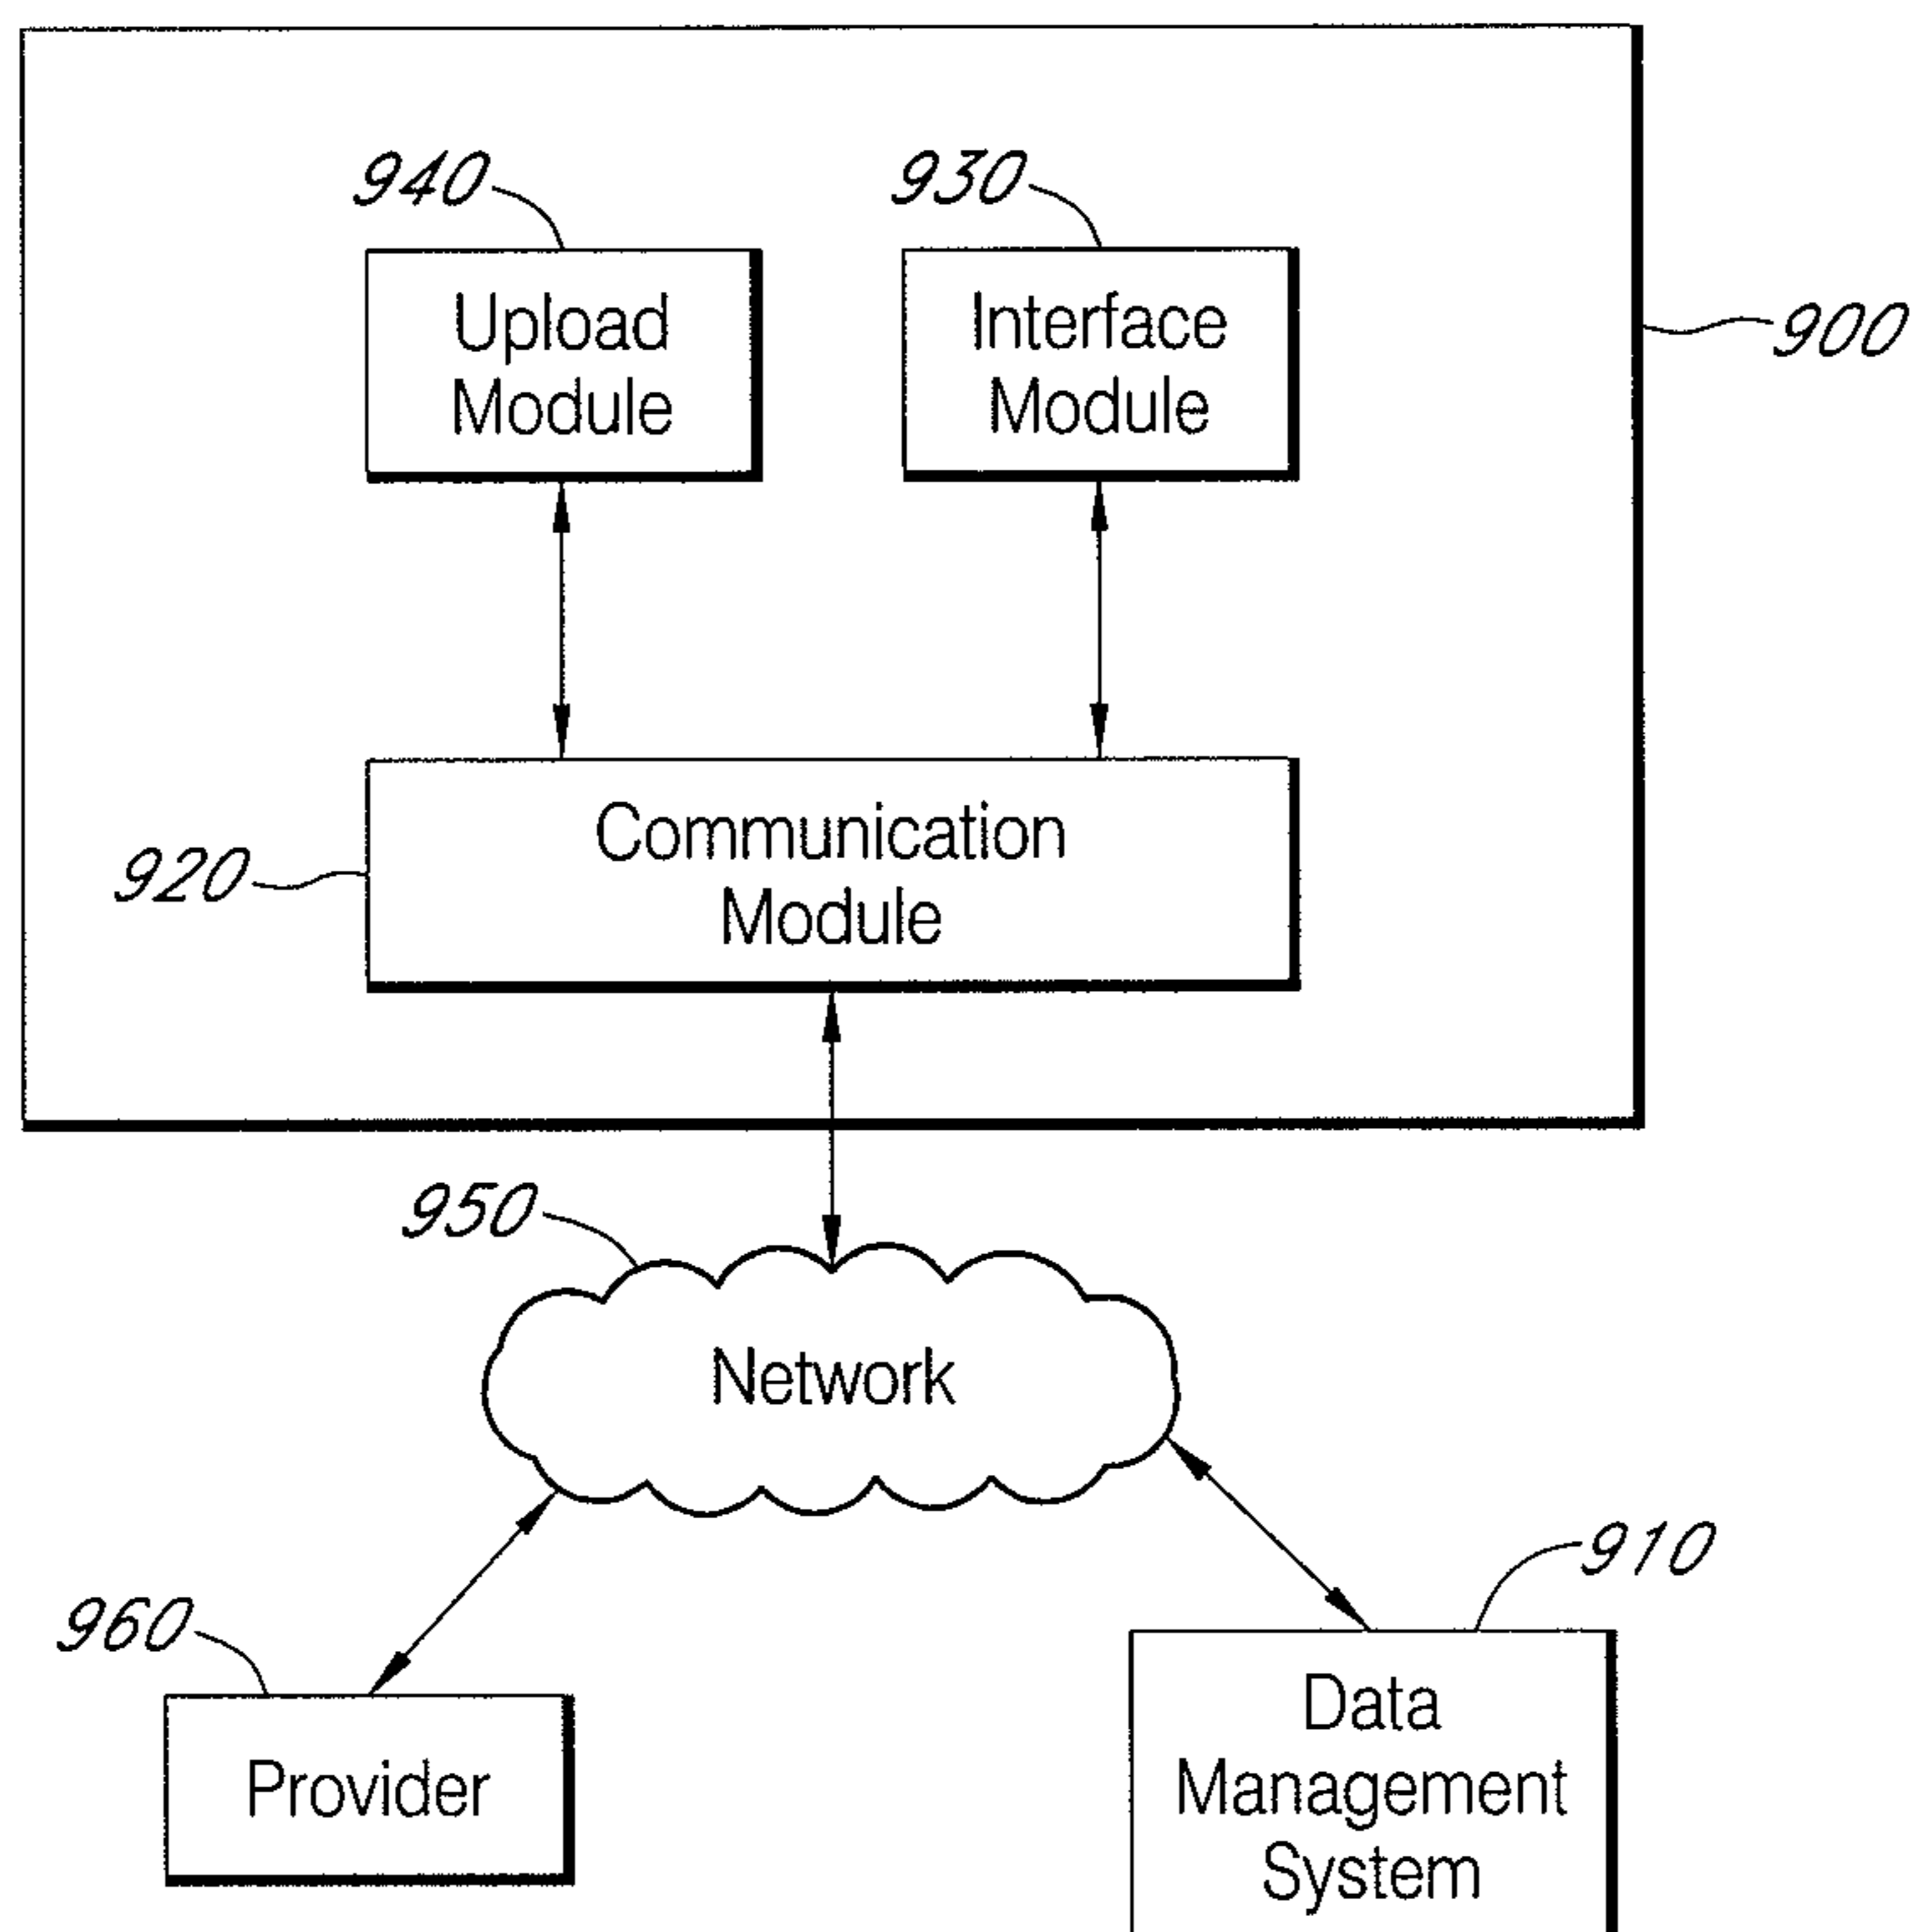 940
930
Upload
Module
Interface
Module
900
Communication
Module
920
950
Network
910
960
Provider
Data
Management
System